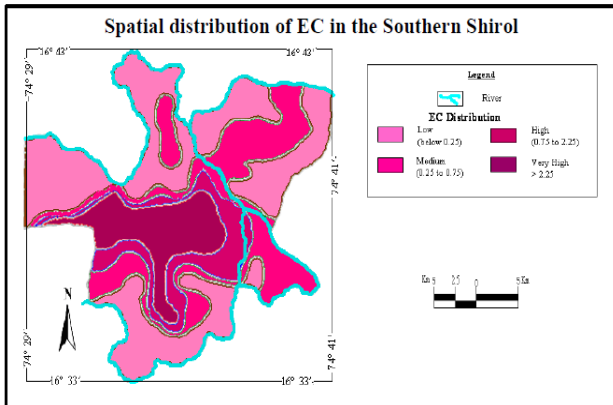 Spatial distribution of EC in the Southern Shirol
16° 43'
16° 43'
74° 29'
74° 41'
Legend
River
EC Distribution
Low
(below 0.25)
High
(0.75 to 2.25)
Medium
(0.25 to 0.75)
Very High
> 2.25
N
Km 5 2.5 0 5 Km
74° 29'
74° 41'
16° 33'
16° 33'